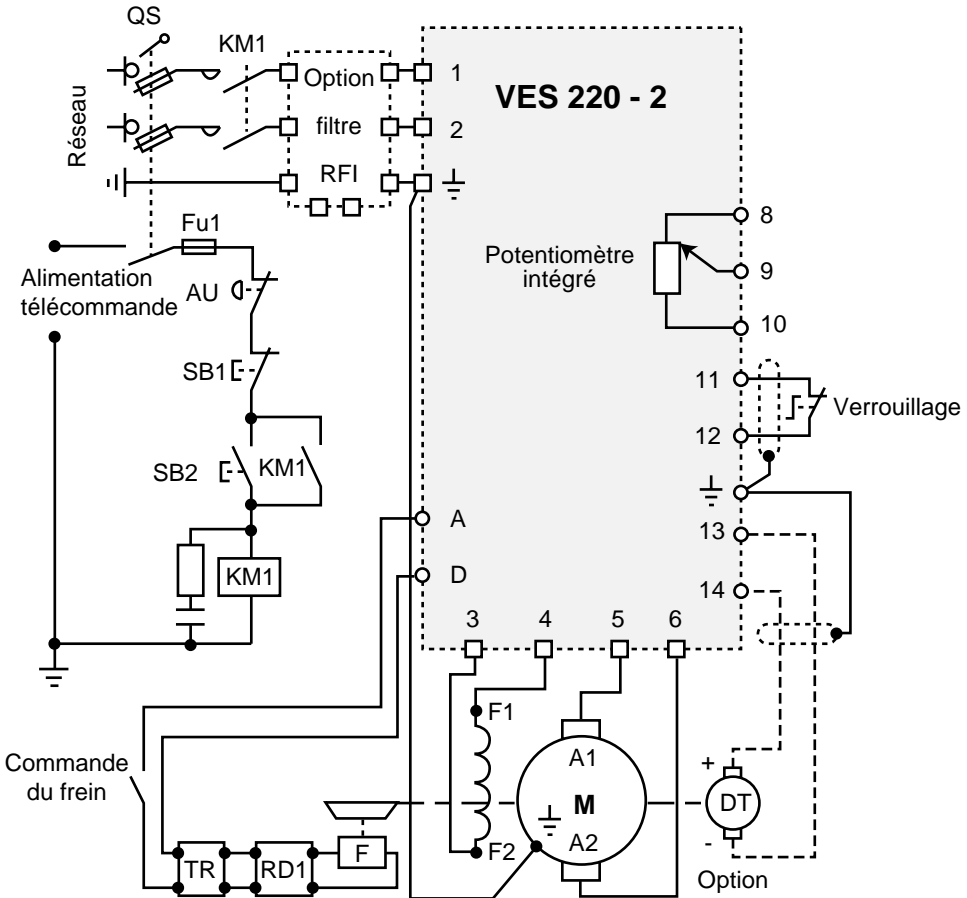 QS
KM1
Réseau
Option
filtre
RFI
1
2
VES 220 - 2
Fu1
Alimentation
télécommande
AU
SB1
SB2
KM1
KM1
Potentiomètre
intégré
8
9
10
11
12
Verrouillage
13
14
A
D
3
4
5
6
F1
F2
A1
M
A2
+
DT
-
Option
Commande
du frein
TR
RD1
F